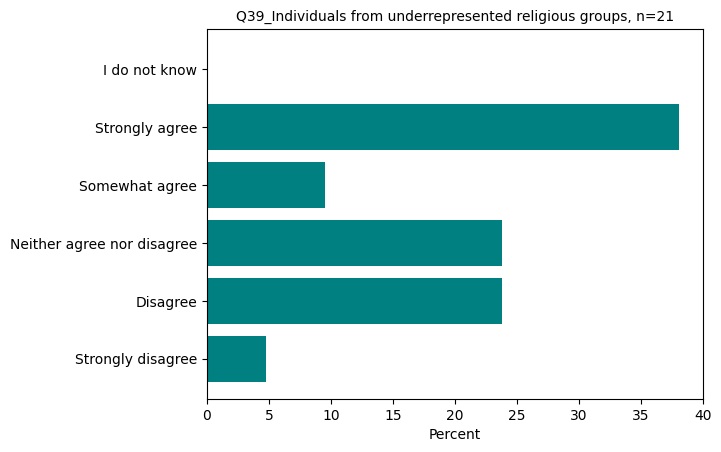 Q39_Individuals from underrepresented religious groups, n=21
I do not know
Strongly agree
Somewhat agree
Neither agree nor disagree
Disagree
Strongly disagree
0 5 10 15 20 25 30 35 40
Percent